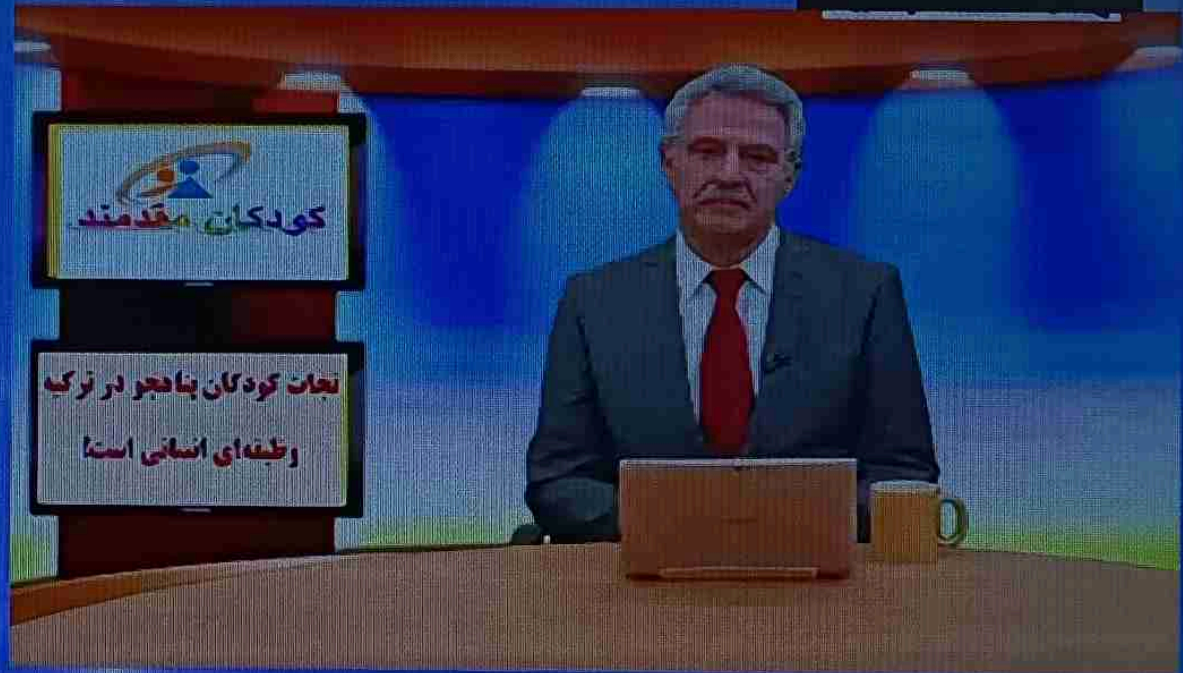 کودکان مقدمند
نجات کودکان پناهجو در ترکیه
وظیفه‌ای انسانی است!